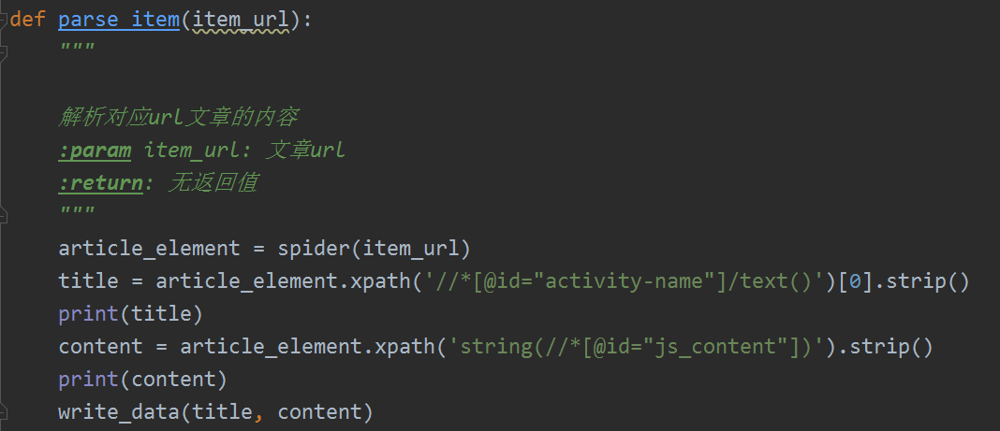 def parse_item(item_url):
    """

    解析对应url文章的内容
    :param item_url: 文章url
    :return: 无返回值
    """
    article_element = spider(item_url)
    title = article_element.xpath('//*[@id="activity-name"]/text()')[0].strip()
    print(title)
    content = article_element.xpath('string(//*[@id="js_content"])').strip()
    print(content)
    write_data(title, content)